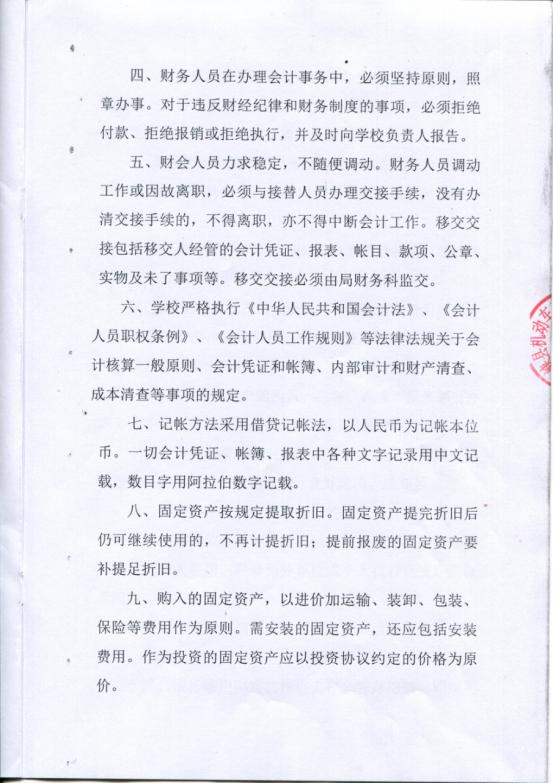 四、财务人员在办理会计事务中，必须坚持原则，照
章办事。对于违反财经纪律和财务制度的事项，必须拒绝
付款、拒绝报销或拒绝执行，并及时向学校负责人报告。
五、财会人员力求稳定，不随便调动。财务人员调动
工作或因故离职，必须与接替人员办理交接手续，没有办
清交接手续的，不得离职，亦不得中断会计工作。移交交
接包括移交人经管的会计凭证、报表、帐目、款项、公章、
实物及未了事项等。移交交接必须由局财务科监交。
六、学校严格执行《中华人民共和国会计法》、《会计
人员职权条例》、《会计人员工作规则》等法律法规关于会
计核算一般原则、会计凭证和帐簿、内部审计和财产清查、
成本清查等事项的规定。
七、记帐方法采用借贷记帐法，以人民币为记帐本位
币。一切会计凭证、帐簿、报表中各种文字记录用中文记
载，数目字用阿拉伯数字记载。
八、固定资产按规定提取折旧。固定资产提完折旧后
仍可继续使用的，不再计提折旧；提前报废的固定资产要
补提足折旧。
九、购入的固定资产，以进价加运输、装卸、包装、
保险等费用作为原则。需安装的固定资产，还应包括安装
费用。作为投资的固定资产应以投资协议约定的价格为原
价。
县机动车